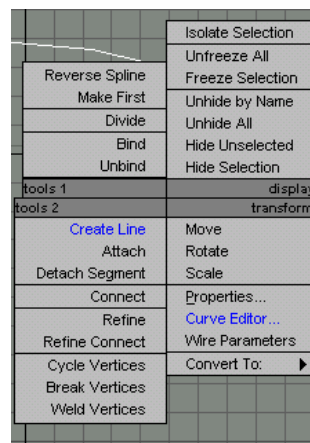 Isolate Selection
Unfreeze All
Freeze Selection
Unhide by Name
Unhide All
Hide Unselected
Hide Selection
Reverse Spline
Make First
Divide
Bind
Unbind
tools 1
display
tools 2
transform
Create Line
Attach
Detach Segment
Connect
Refine
Refine Connect
Cycle Vertices
Break Vertices
Weld Vertices
Move
Rotate
Scale
Properties...
Curve Editor...
Wire Parameters
Convert To: